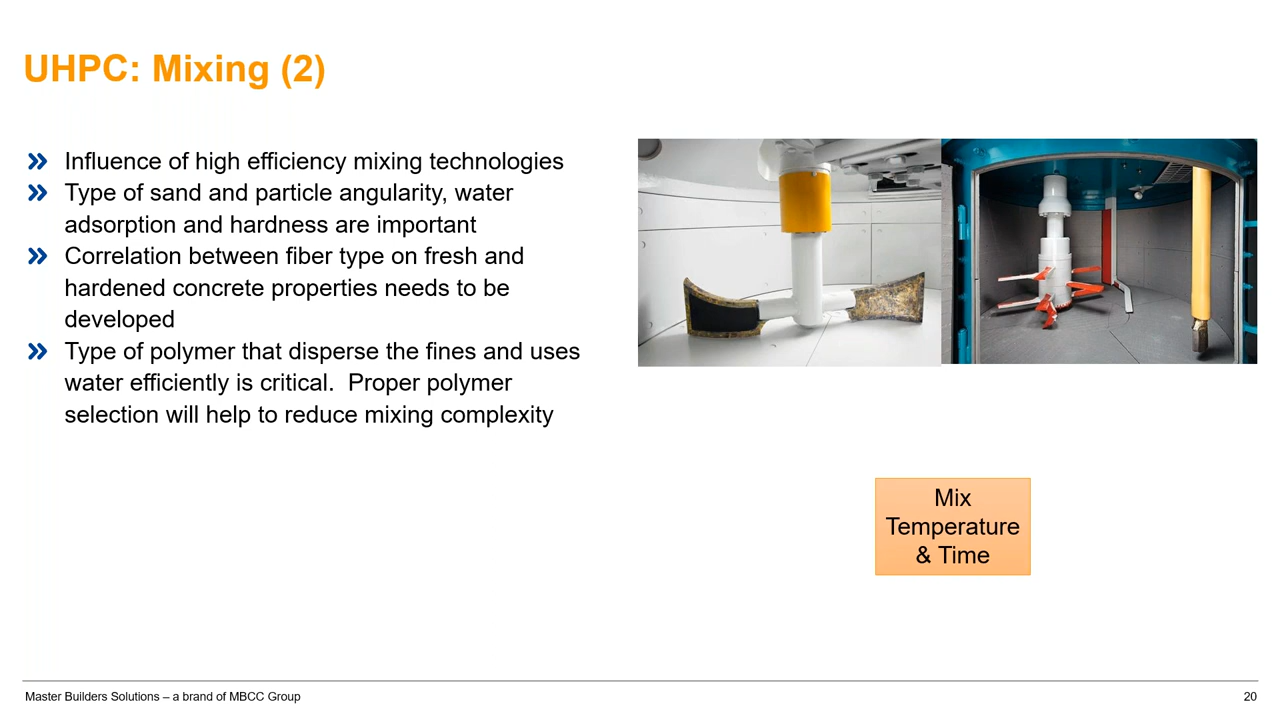 UHPC: Mixing (2)
Influence of high efficiency mixing technologies
Type of sand and particle angularity, water
adsorption and hardness are important
Correlation between fiber type on fresh and
hardened concrete properties needs to be
developed
Type of polymer that disperse the fines and uses
water efficiently is critical.  Proper polymer
selection will help to reduce mixing complexity
Mix
Temperature
& Time
Master Builders Solutions – a brand of MBCC Group
20